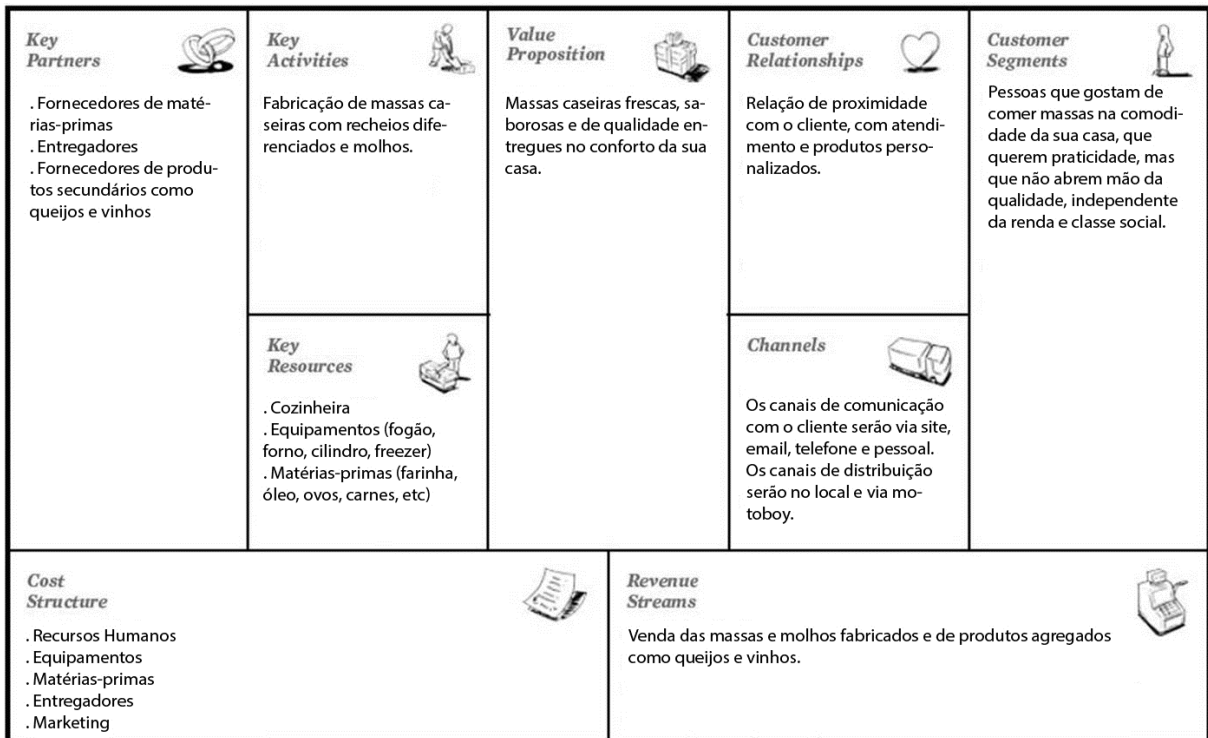 Key
Partners
. Fornecedores de maté-
rias-primas
. Entregadores
. Fornecedores de produ-
tos secundários como
queijos e vinhos
Key
Activities
Fabricação de massas ca-
seiras com recheios dife-
renciados e molhos.
Key
Resources
. Cozinheira
. Equipamentos (fogão,
forno, cilindro, freezer)
. Matérias-primas (farinha,
óleo, ovos, carnes, etc)
Value
Proposition
Massas caseiras frescas, sa-
borosas e de qualidade en-
tregues no conforto da sua
casa.
Customer
Relationships
Relação de proximidade
com o cliente, com atendi-
mento e produtos perso-
nalizados.
Channels
Os canais de comunicação
com o cliente serão via site,
email, telefone e pessoal.
Os canais de distribuição
serão no local e via mo-
toboy.
Customer
Segments
Pessoas que gostam de
comer massas na comodi-
dade da sua casa, que
querem praticidade, mas
que não abrem mão da
qualidade, independente
da renda e classe social.
Cost
Structure
. Recursos Humanos
. Equipamentos
. Matérias-primas
. Entregadores
. Marketing
Revenue
Streams
Venda das massas e molhos fabricados e de produtos agregados
como queijos e vinhos.